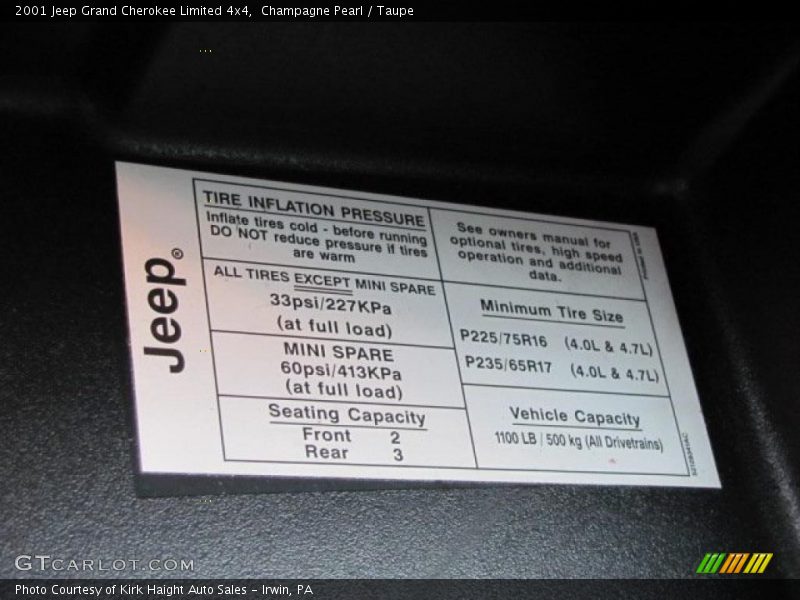 2001 Jeep Grand Cherokee Limited 4x4,  Champagne Pearl / Taupe
Jeep®
TIRE INFLATION PRESSURE
Inflate tires cold - before running
DO NOT reduce pressure if tires
are warm
ALL TIRES EXCEPT MINI SPARE
33psi/227KPa
(at full load)
MINI SPARE
60psi/413KPa
(at full load)
Seating Capacity
Front 2
Rear 3
See owners manual for
optional tires, high speed
operation and additional
data.
Minimum Tire Size
P225/75R16 (4.0L & 4.7L)
P235/65R17 (4.0L & 4.7L)
Vehicle Capacity
1100 LB / 500 kg (All Drivetrains)
GTCARLOT.COM
Photo Courtesy of Kirk Haight Auto Sales - Irwin, PA